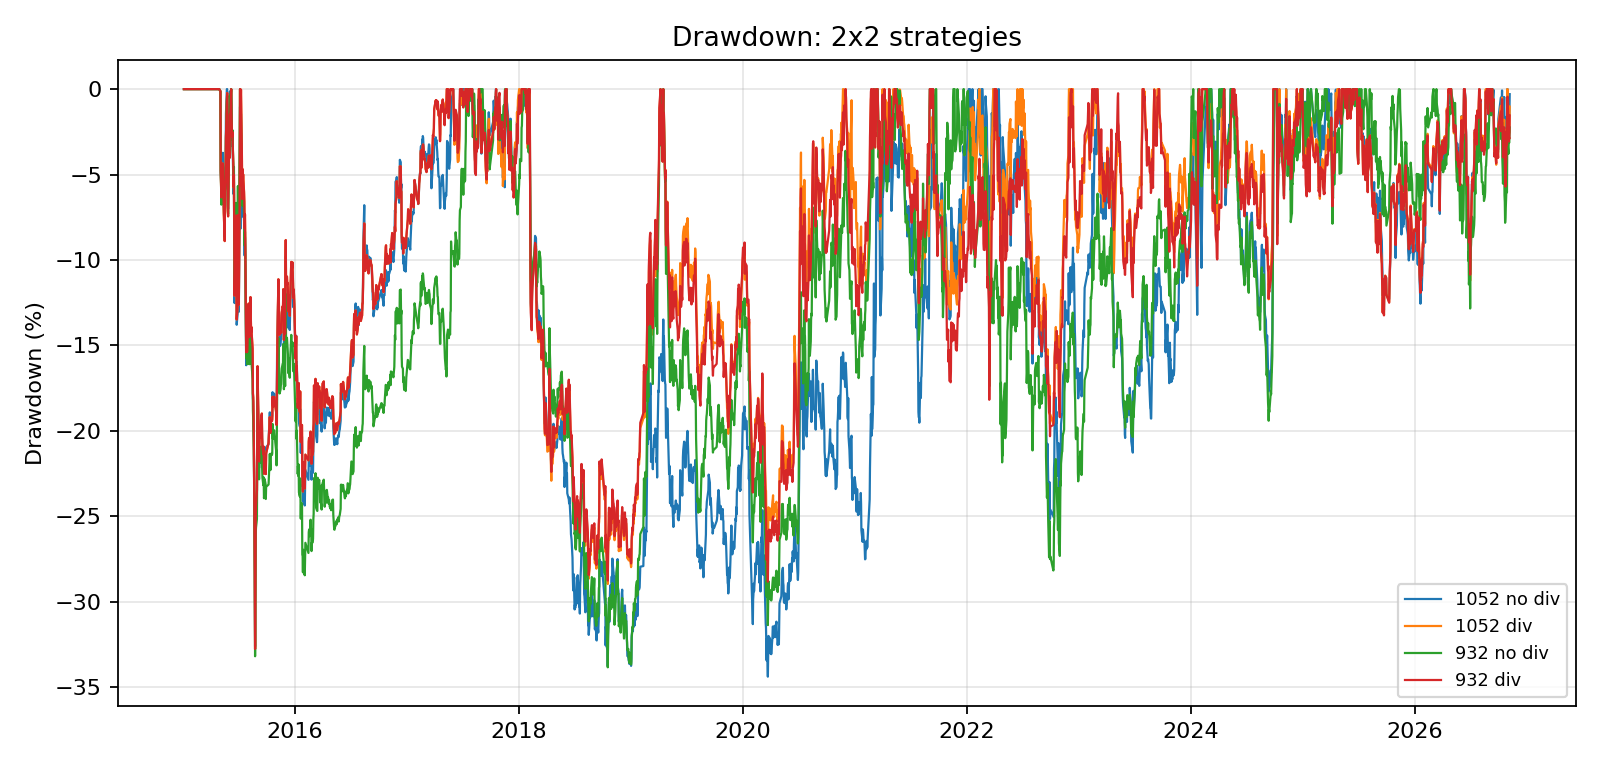 Drawdown: 2x2 strategies
Drawdown (%)
0
−5
−10
−15
−20
−25
−30
−35
2016
2018
2020
2022
2024
2026
1052 no div
1052 div
932 no div
932 div